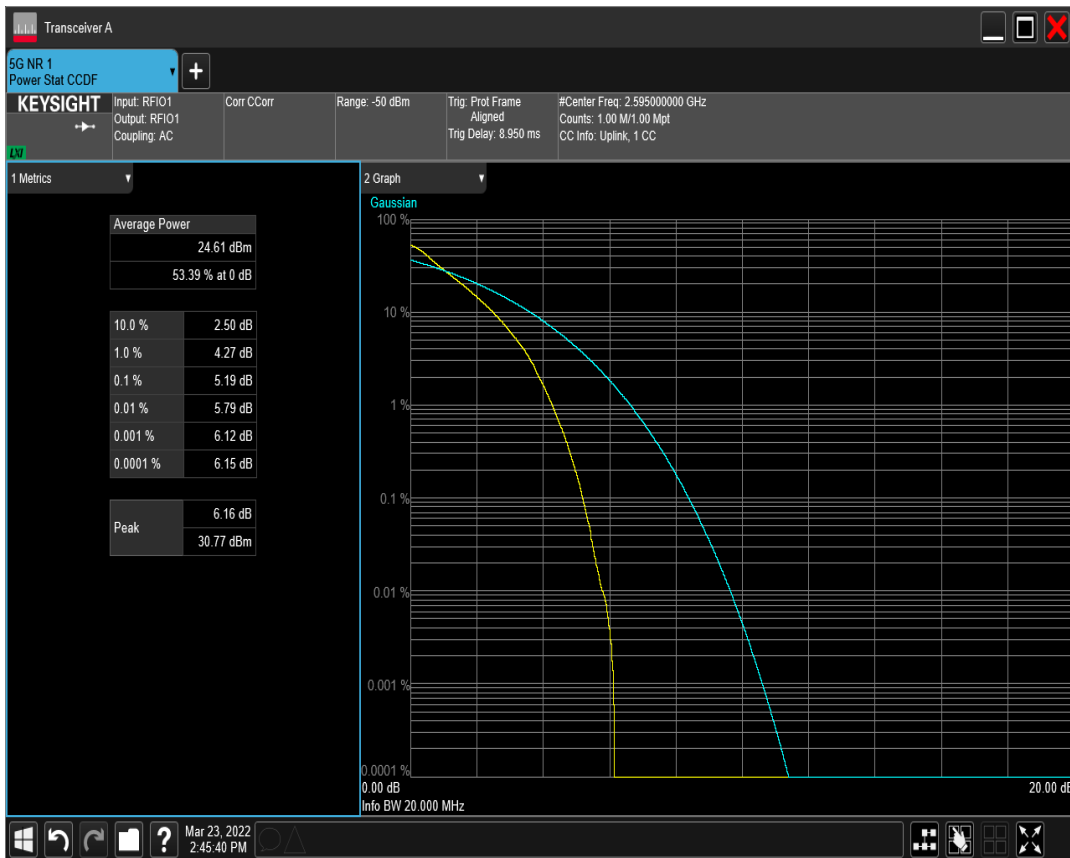 Transceiver A
5G NR 1
Power Stat CCDF
KEYSIGHT
LXI
Input: RFIO1
Output: RFIO1
Coupling: AC
Corr CCorr
Range: -50 dBm
Trig: Prot Frame
Aligned
Trig Delay: 8.950 ms
#Center Freq: 2.595000000 GHz
Counts: 1.00 M/1.00 Mpt
CC Info: Uplink, 1 CC
1 Metrics
Average Power
24.61 dBm
53.39 % at 0 dB
10.0 % 2.50 dB
1.0 % 4.27 dB
0.1 % 5.19 dB
0.01 % 5.79 dB
0.001 % 6.12 dB
0.0001 % 6.15 dB
Peak
6.16 dB
30.77 dBm
2 Graph
Gaussian
100 %
10 %
1 %
0.1 %
0.01 %
0.001 %
0.0001 %
0.00 dB 20.00 dB
Info BW 20.000 MHz
?
Mar 23, 2022
2:45:40 PM